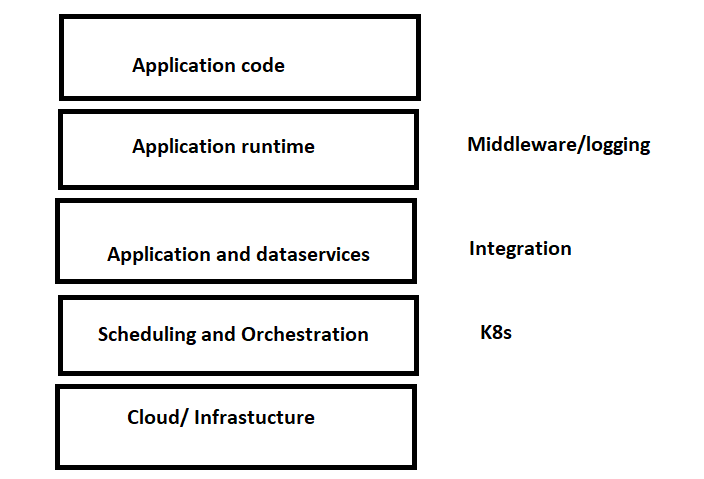 Application code
Application runtime
Middleware/logging
Application and dataservices
Integration
Scheduling and Orchestration
K8s
Cloud/ Infrastucture